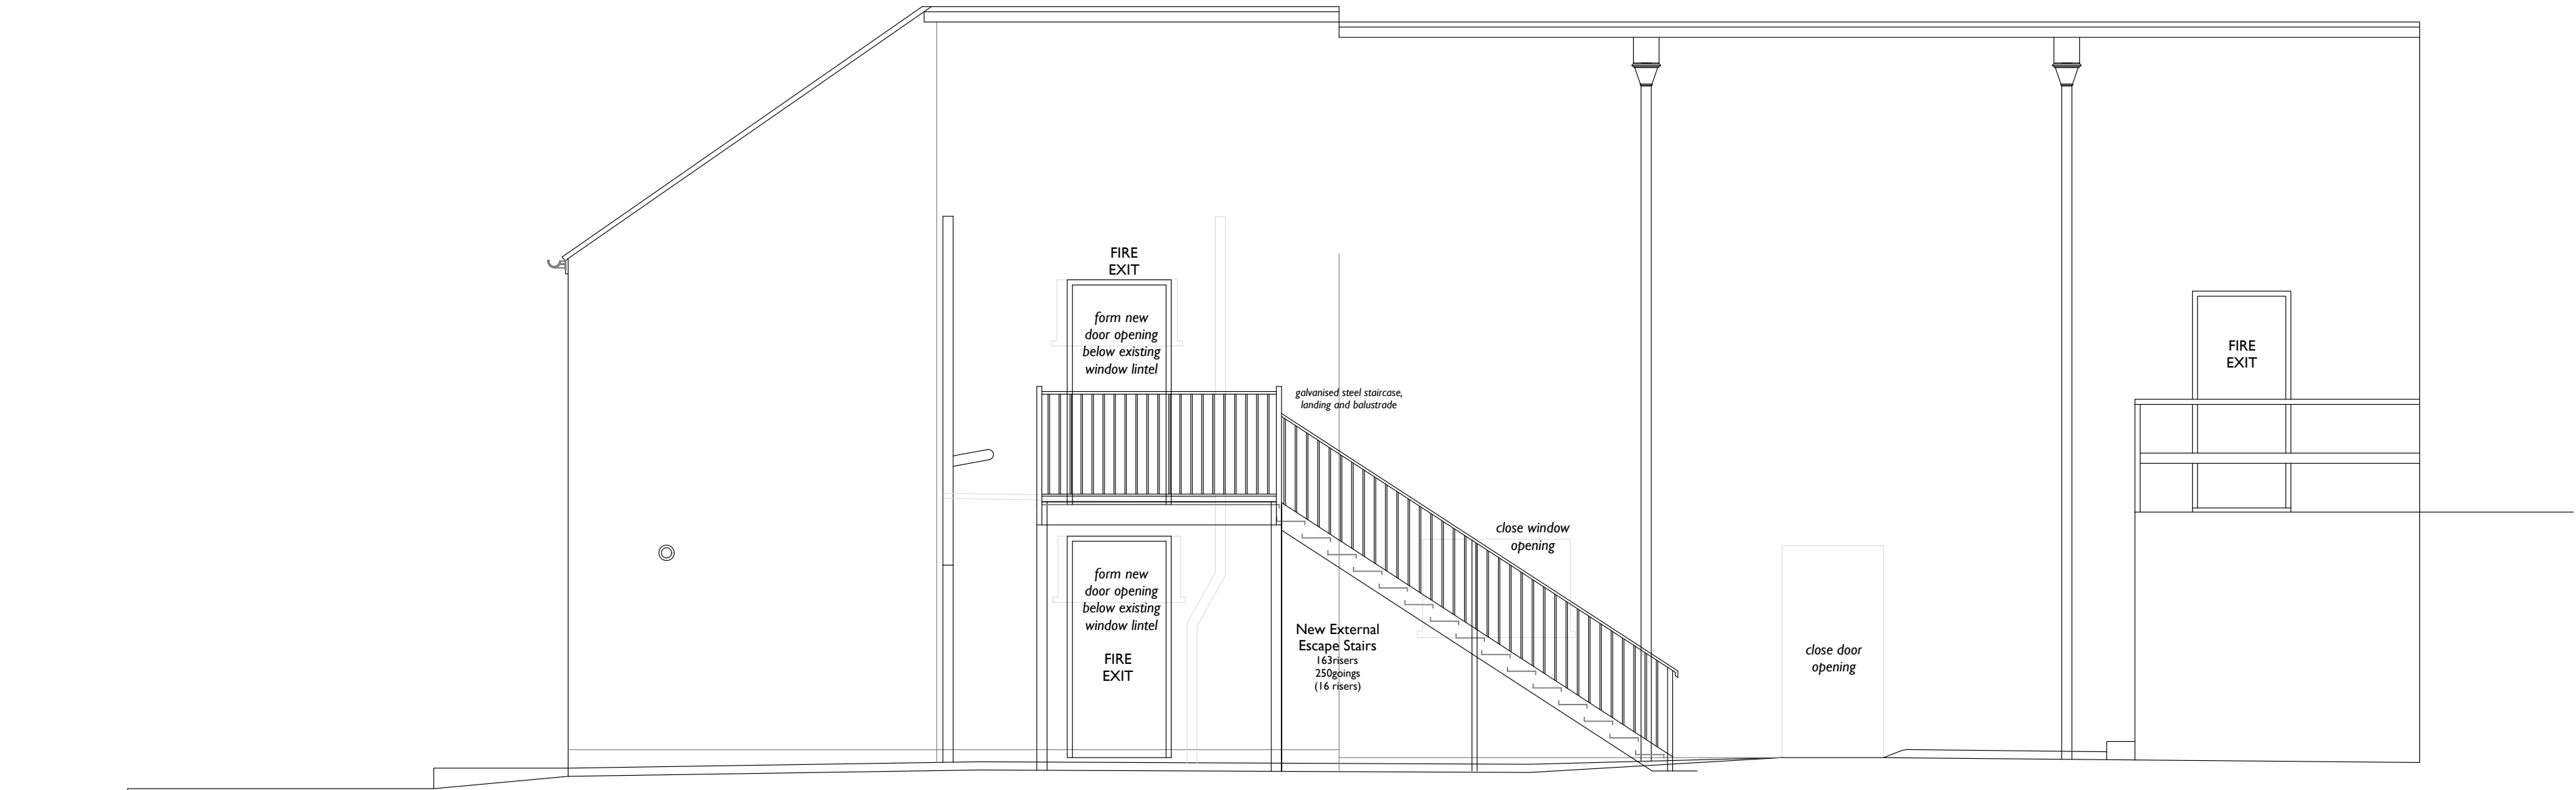 FIRE
EXIT
form new
door opening
below existing
window lintel
galvanised steel staircase,
landing and balustrade
FIRE
EXIT
close window
opening
form new
door opening
below existing
window lintel
FIRE
EXIT
New External
Escape Stairs
163risers
250goings
(16 risers)
close door
opening